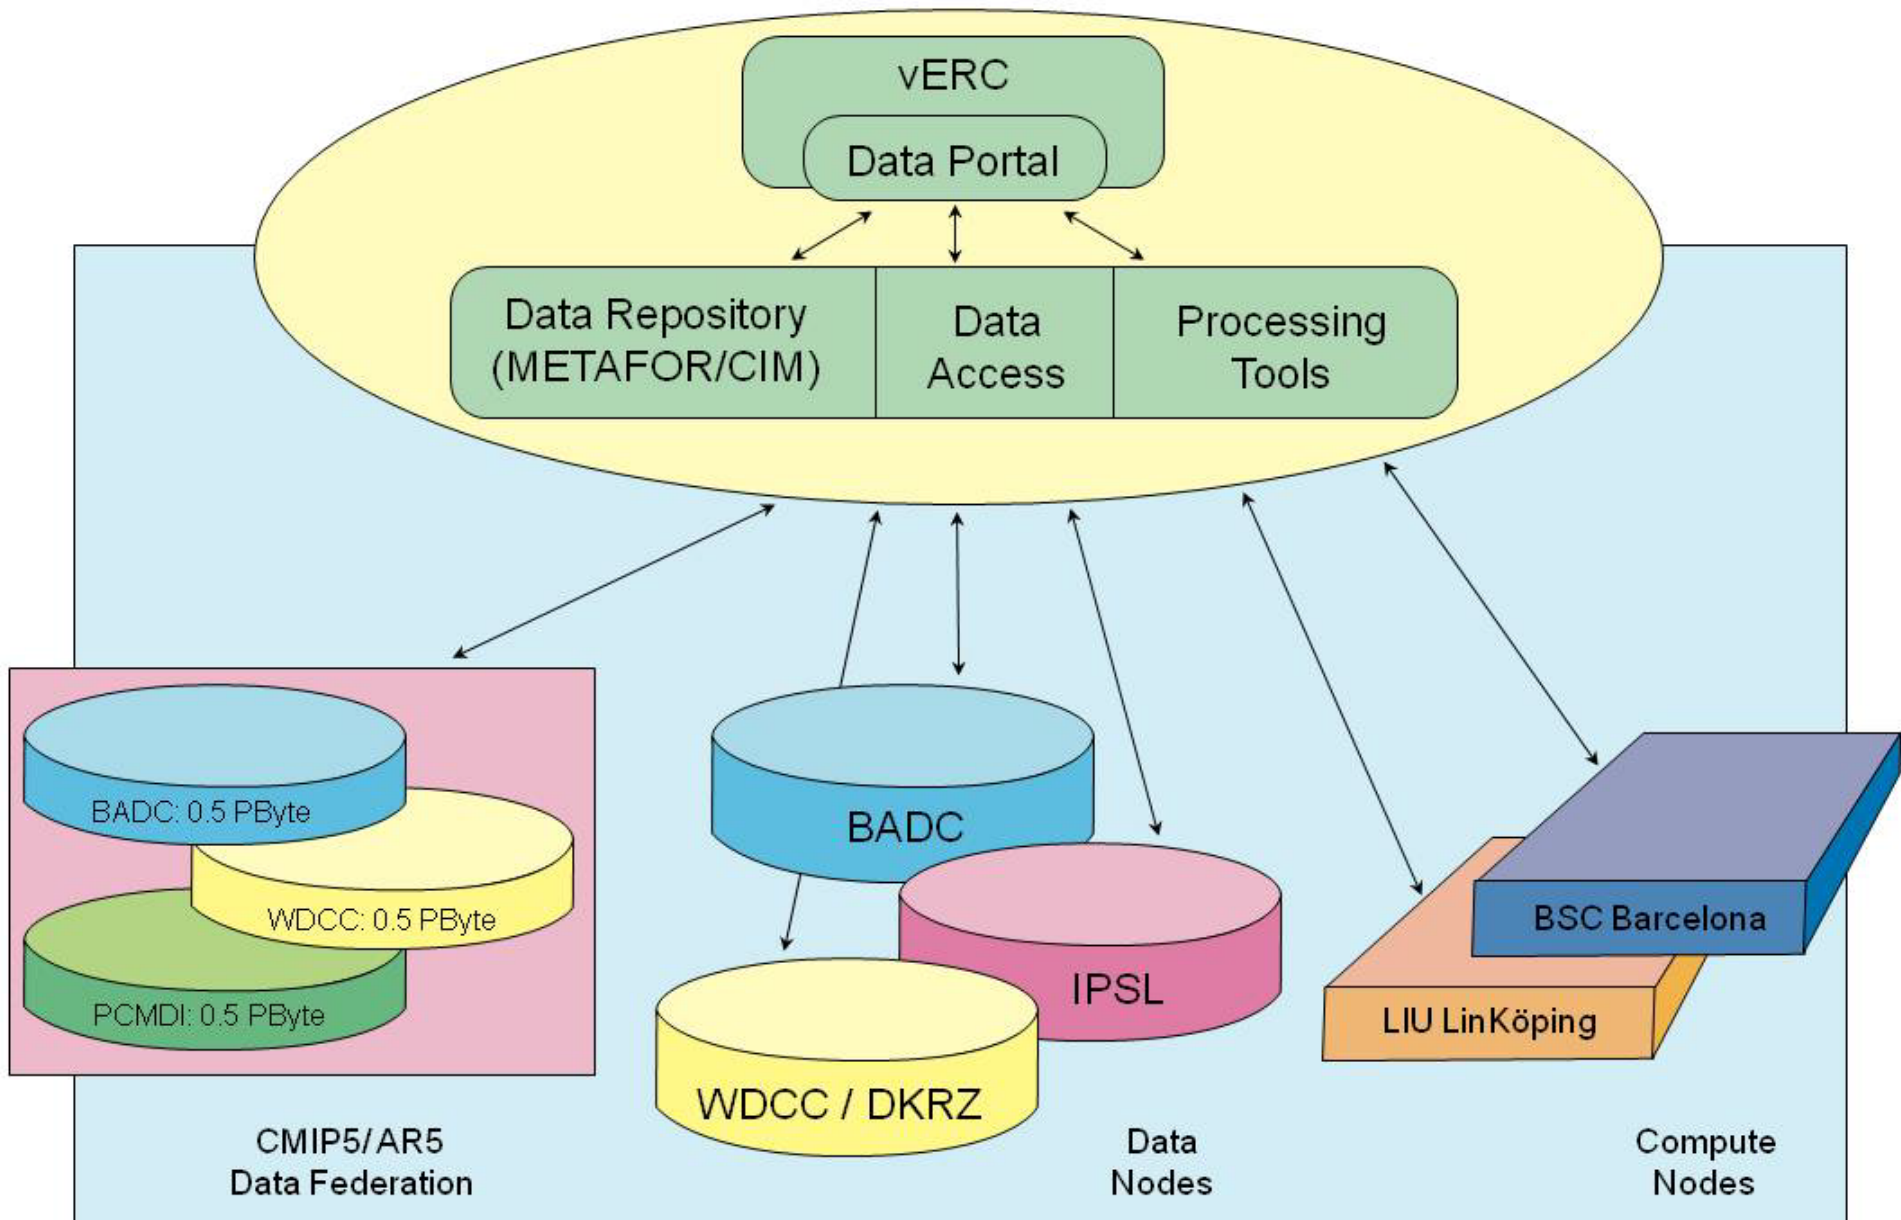 vERC
Data Portal
Data Repository
(METAFOR/CIM)
Data
Access
Processing
Tools
BADC: 0.5 PByte
WDCC: 0.5 PByte
PCMDI: 0.5 PByte
BADC
IPSL
WDCC / DKRZ
BSC Barcelona
LIU LinKöping
CMIP5/AR5
Data Federation
Data
Nodes
Compute
Nodes